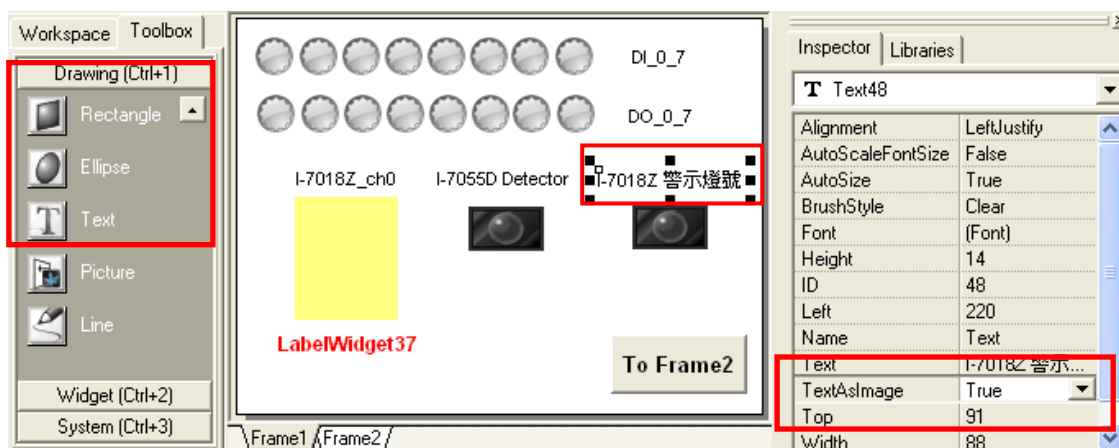 Workspace Toolbox
Drawing (Ctrl+1)
Rectangle
Ellipse
Text
Picture
Line
Widget (Ctrl+2)
System (Ctrl+3)
DI_0_7
DO_0_7
I-7018Z_ch0 I-7055D Detector I-7018Z 警示燈號
LabelWidget37
To Frame2
Frame1 Frame2
Inspector Libraries
T Text48
Alignment LeftJustify
AutoScaleFontSize False
AutoSize True
BrushStyle Clear
Font (Font)
Height 14
ID 48
Left 220
Name Text
Text I-7018Z 警示...
TextAsImage True
Top 91
Width 88